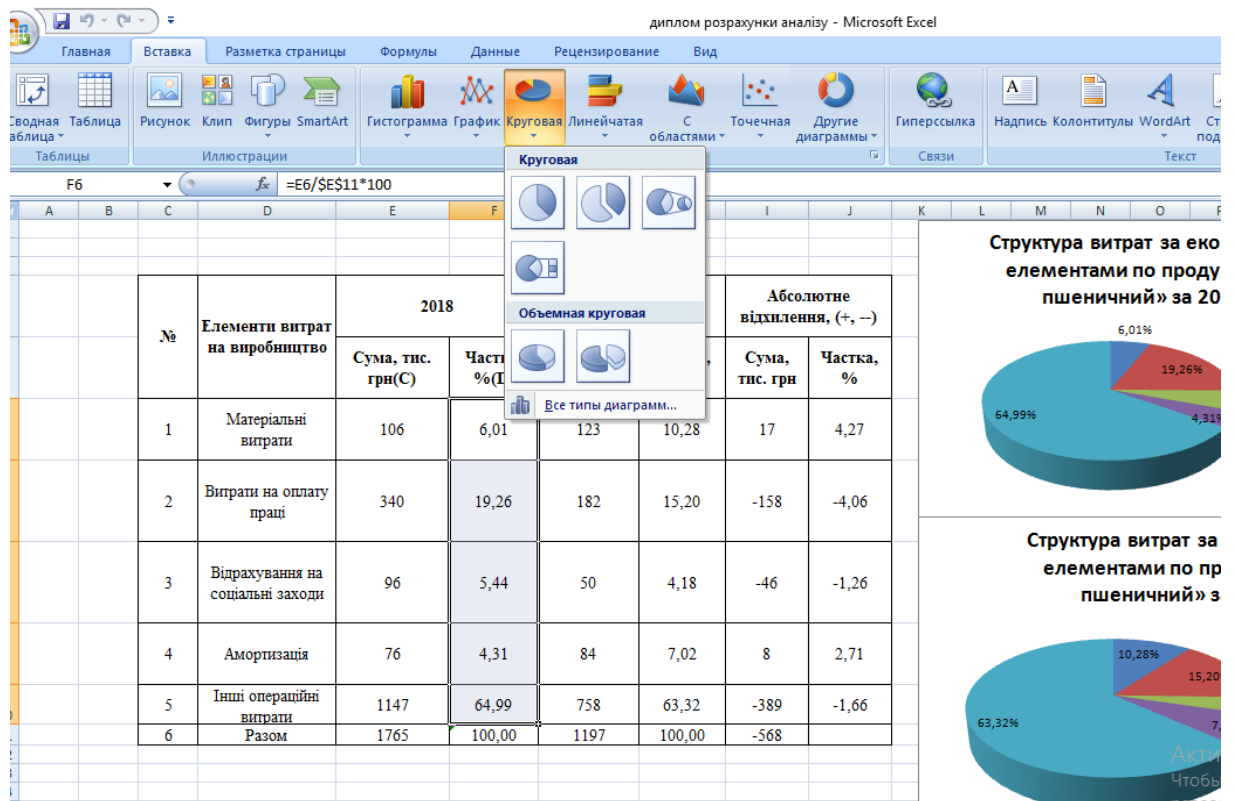 диплом розрахунки аналізу - Microsoft Excel
Главная Вставка Разметка страницы Формулы Данные Рецензирование Вид
Таблица Рисунок Клип Фигуры SmartArt Гистограмма График Круговая Линейчатая С областями Точечная Другие диаграммы Гиперссылка Надпись Колонтитулы WordArt
Таблицы Иллюстрации Связи Текст
Круговая
Объемная круговая
Все типы диаграмм...
F6 fx =E6/$E$11*100
A B C D E F I J K L M N O
№ Елементи витрат на виробництво 2018 Абсолютне відхилення, (+, --)
Сума, тис. грн(С) Сума, тис. грн Частка, %
1 Матеріальні витрати 106 6,01 123 10,28 17 4,27
2 Витрати на оплату праці 340 19,26 182 15,20 -158 -4,06
3 Відрахування на соціальні заходи 96 5,44 50 4,18 -46 -1,26
4 Амортизація 76 4,31 84 7,02 8 2,71
5 Інші операційні витрати 1147 64,99 758 63,32 -389 -1,66
6 Разом 1765 100,00 1197 100,00 -568
Структура витрат за
елементами по
пшеничний» за 20
6,01%
19,26%
64,99%
4,31%
Структура витрат за
елементами по
пшеничний»
10,28%
15,20
63,32%